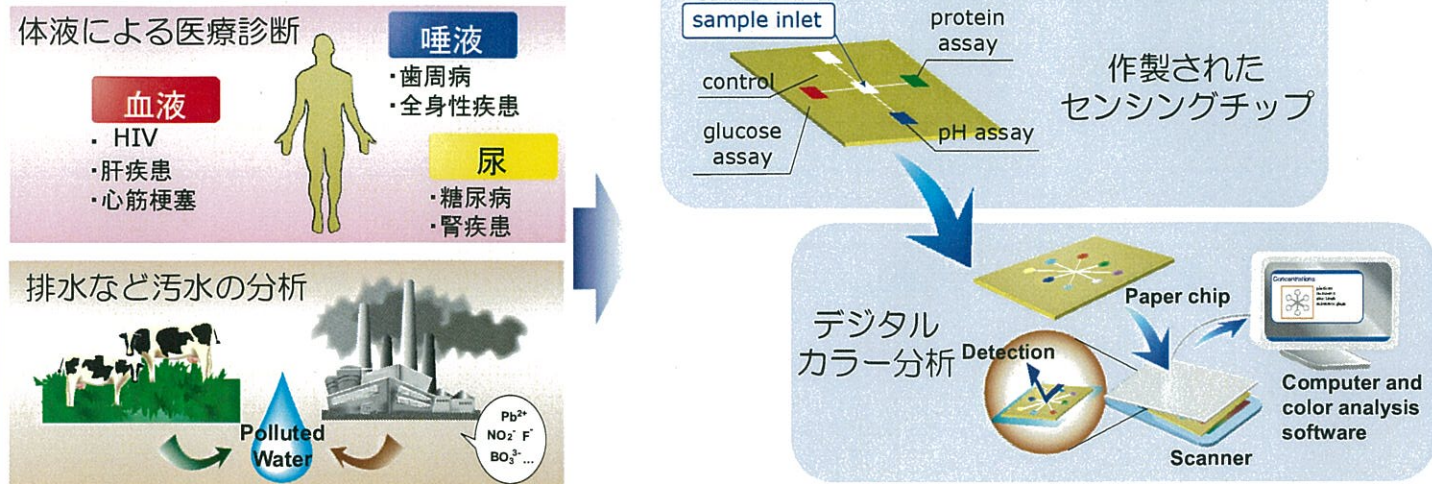 体液による医療診断
唾液
・歯周病
・全身性疾患
血液
・HIV
・肝疾患
・心筋梗塞
尿
・糖尿病
・腎疾患
排水など汚水の分析
Polluted
Water
Pb²⁺
NO₂⁻ F⁻
BO₃³⁻...
sample inlet
protein
assay
control
glucose
assay
pH assay
作製された
センシングチップ
デジタル
カラー分析
Detection
Paper chip
Concentrations
Computer and
color analysis
software
Scanner